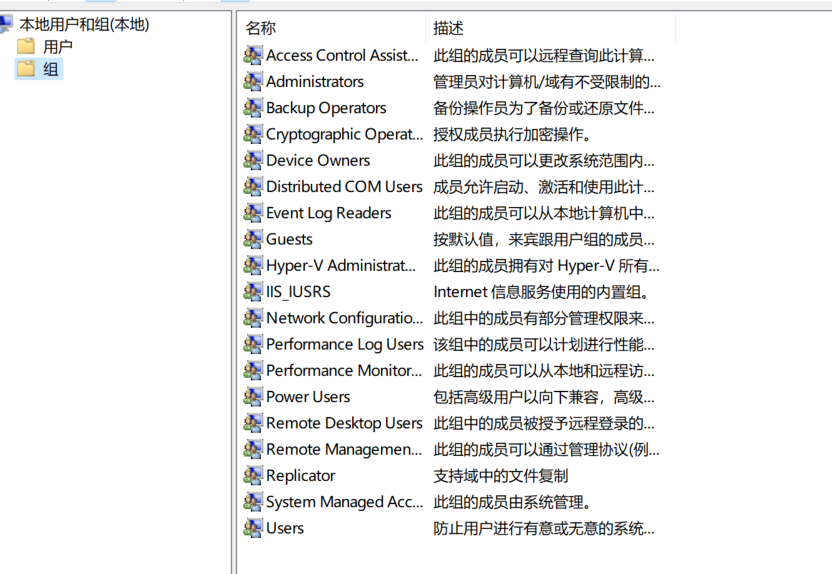 本地用户和组(本地)
用户
组
名称 描述
Access Control Assist... 此组的成员可以远程查询此计算...
Administrators 管理员对计算机/域有不受限制的...
Backup Operators 备份操作员为了备份或还原文件...
Cryptographic Operat... 授权成员执行加密操作。
Device Owners 此组的成员可以更改系统范围内...
Distributed COM Users 成员允许启动、激活和使用此计...
Event Log Readers 此组的成员可以从本地计算机中...
Guests 按默认值，来宾跟用户组的成员...
Hyper-V Administrat... 此组的成员拥有对 Hyper-V 所有...
IIS_IUSRS Internet 信息服务使用的内置组。
Network Configuratio... 此组中的成员有部分管理权限来...
Performance Log Users 该组中的成员可以计划进行性能...
Performance Monitor... 此组的成员可以从本地和远程访...
Power Users 包括高级用户以向下兼容，高级...
Remote Desktop Users 此组中的成员被授予远程登录的...
Remote Managemen... 此组的成员可以通过管理协议(例...
Replicator 支持域中的文件复制
System Managed Acc... 此组的成员由系统管理。
Users 防止用户进行有意或无意的系统...